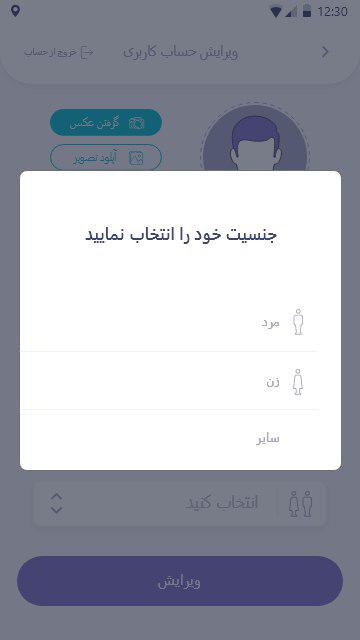 12:30
ویرایش حساب کاربری
خروج از حساب
گرفتن عکس
آپلود تصویر
جنسیت خود را انتخاب نمایید
مرد
زن
سایر
انتخاب کنید
ویرایش